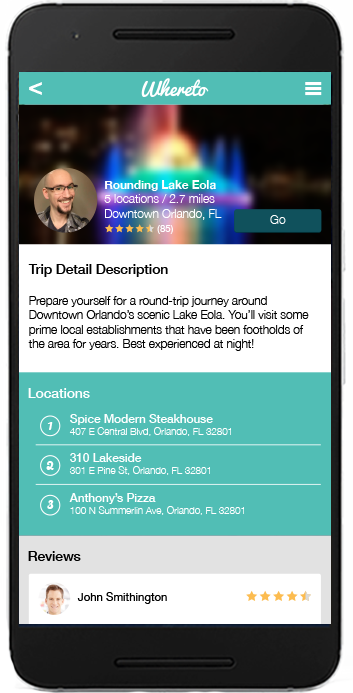 <
Whereto
Rounding Lake Eola
5 locations / 2.7 miles
Downtown Orlando, FL
(85)
Go
Trip Detail Description
Prepare yourself for a round-trip journey around
Downtown Orlando's scenic Lake Eola. You'll visit some
prime local establishments that have been footholds of
the area for years. Best experienced at night!
Locations
1
Spice Modern Steakhouse
407 E Central Blvd, Orlando, FL 32801
2
310 Lakeside
301 E Pine St, Orlando, FL 32801
3
Anthony's Pizza
100 N Summerlin Ave, Orlando, FL 32801
Reviews
John Smithington